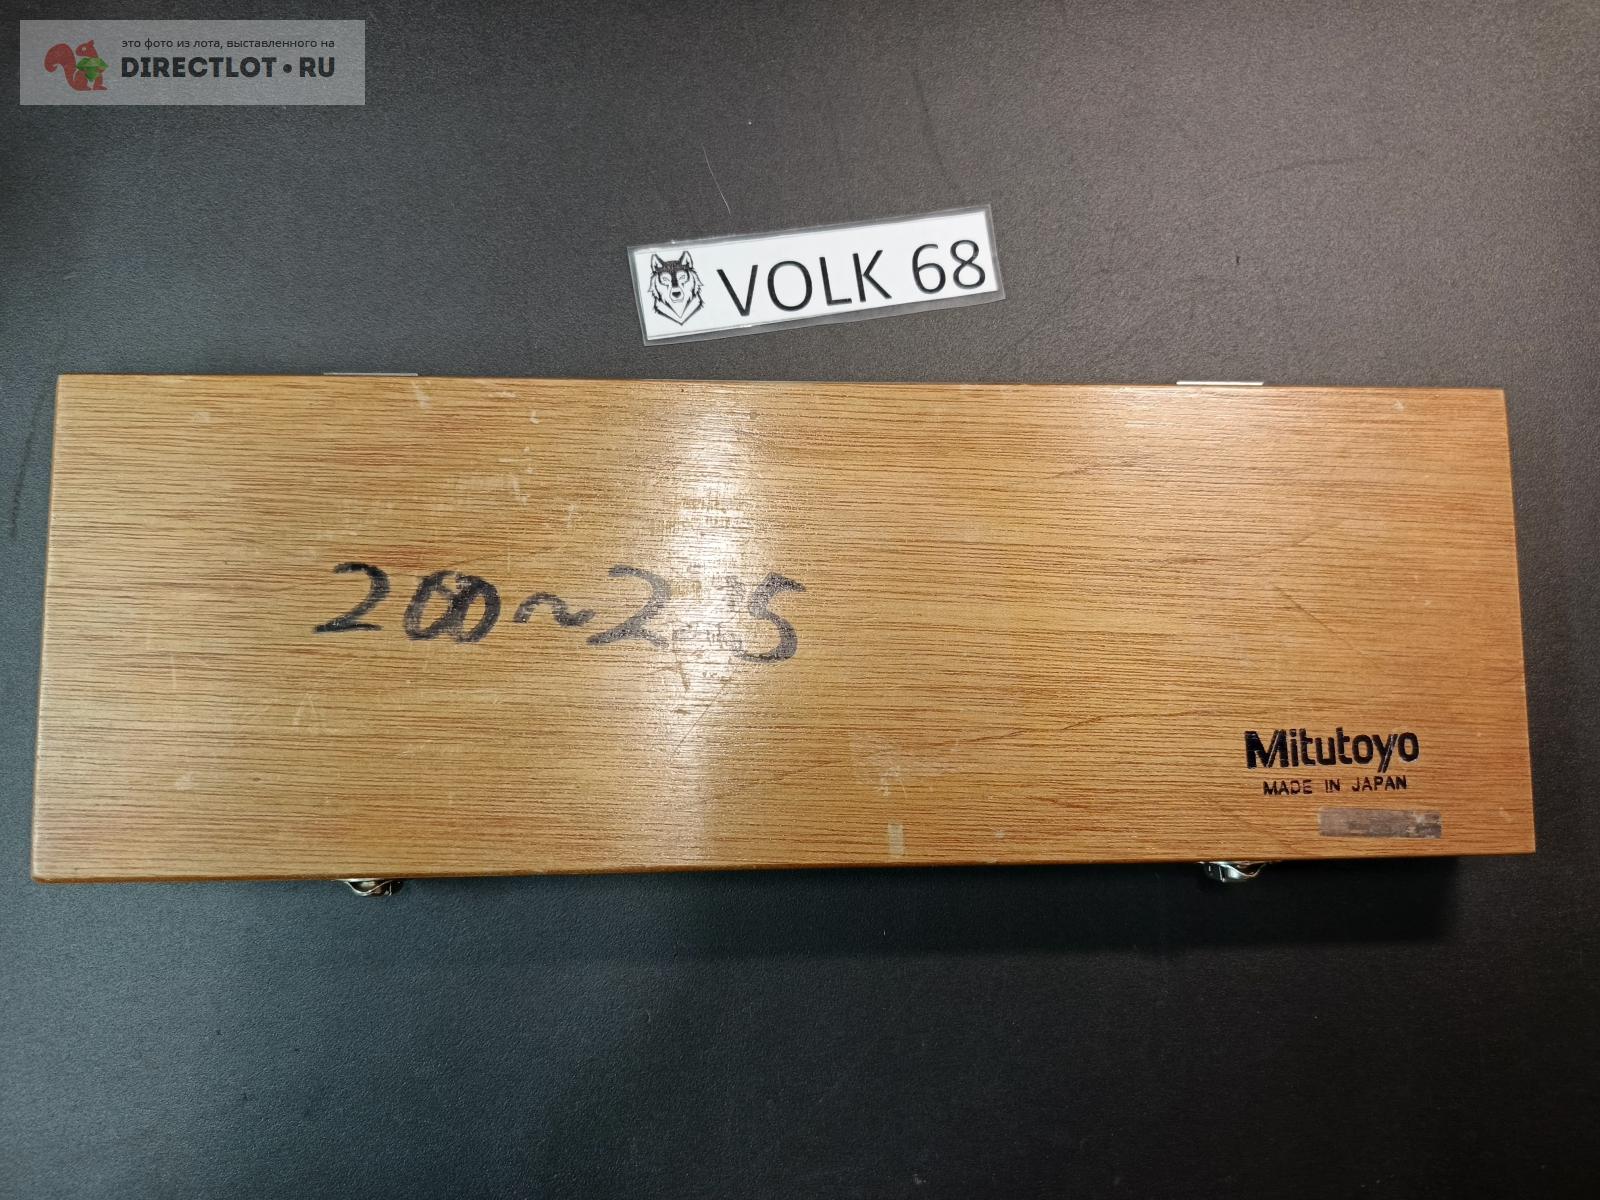 это фото из лота, выставленного на
DIRECTLOT•RU
VOLK 68
200~225
Mitutoyo
MADE IN JAPAN